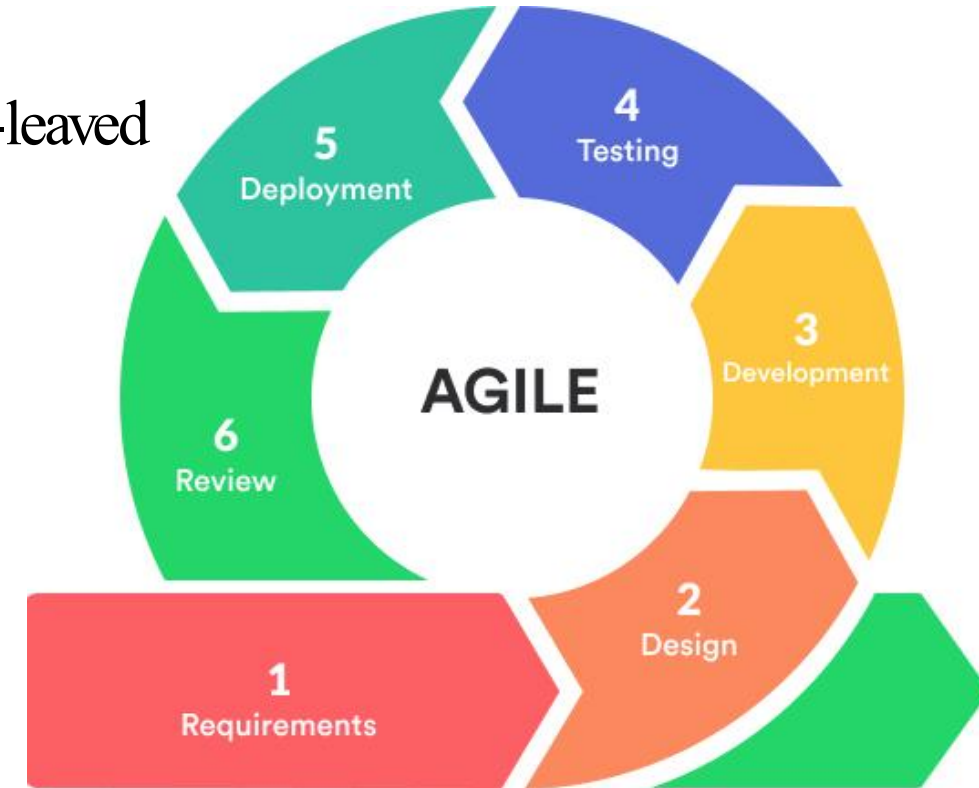 -leaved
4
Testing
5
Deployment
3
Development
AGILE
6
Review
2
Design
1
Requirements